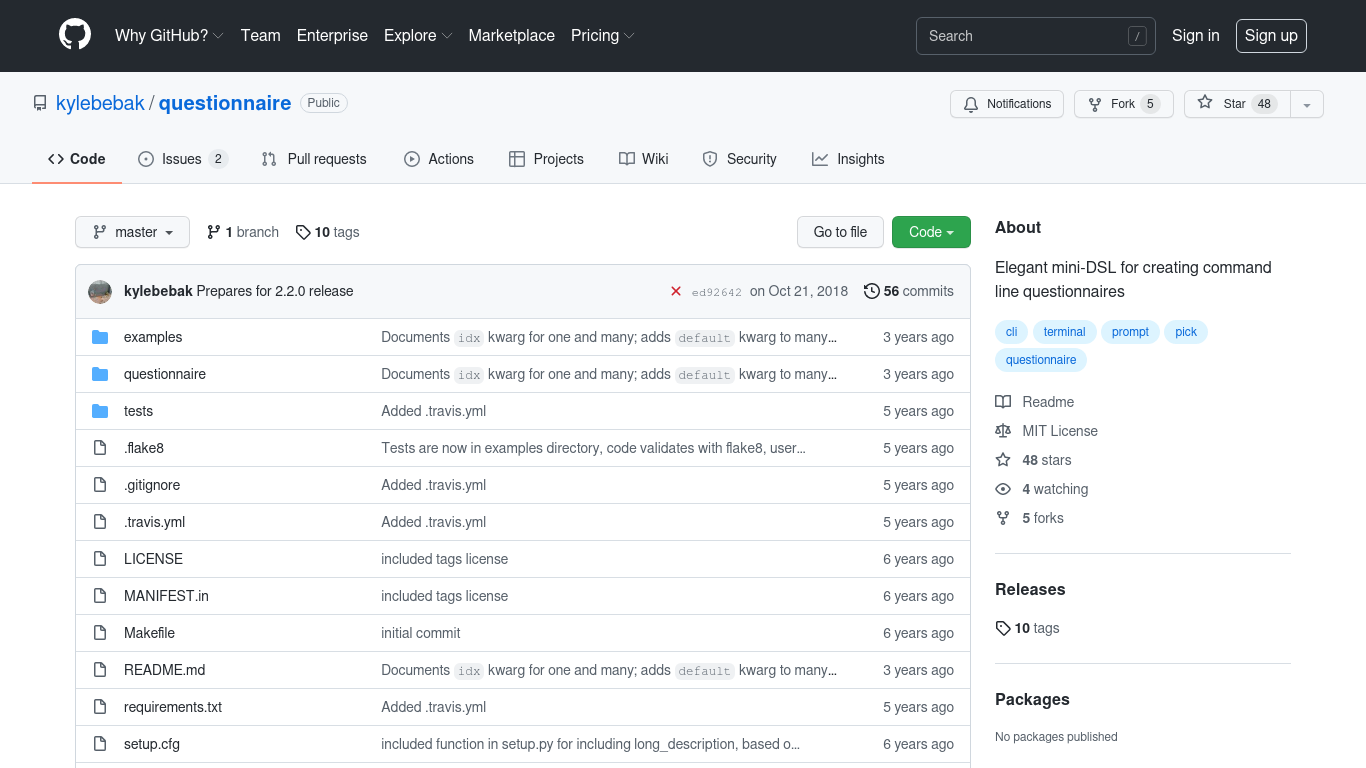 Why GitHub? Team Enterprise Explore Marketplace Pricing Search / Sign in Sign up
kylebebak / questionnaire Public Notifications Fork 5 Star 48
Code Issues 2 Pull requests Actions Projects Wiki Security Insights
master 1 branch 10 tags Go to file Code
kylebebak Prepares for 2.2.0 release ed92642 on Oct 21, 2018 56 commits
examples Documents idx kwarg for one and many; adds default kwarg to many… 3 years ago
questionnaire Documents idx kwarg for one and many; adds default kwarg to many… 3 years ago
tests Added .travis.yml 5 years ago
.flake8 Tests are now in examples directory, code validates with flake8, user… 5 years ago
.gitignore Added .travis.yml 5 years ago
.travis.yml Added .travis.yml 5 years ago
LICENSE included tags license 6 years ago
MANIFEST.in included tags license 6 years ago
Makefile initial commit 6 years ago
README.md Documents idx kwarg for one and many; adds default kwarg to many… 3 years ago
requirements.txt Added .travis.yml 5 years ago
setup.cfg included function in setup.py for including long_description, based o… 6 years ago
About
Elegant mini-DSL for creating command
line questionnaires
cli terminal prompt pick
questionnaire
Readme
MIT License
48 stars
4 watching
5 forks
Releases
10 tags
Packages
No packages published